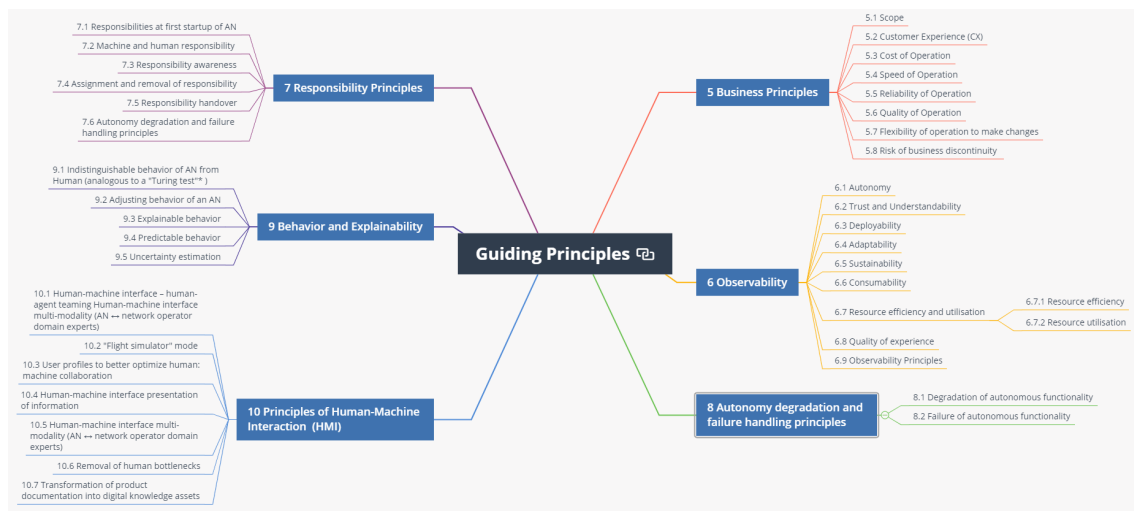 Guiding Principles
5 Business Principles
5.1 Scope
5.2 Customer Experience (CX)
5.3 Cost of Operation
5.4 Speed of Operation
5.5 Reliability of Operation
5.6 Quality of Operation
5.7 Flexibility of operation to make changes
5.8 Risk of business discontinuity
6 Observability
6.1 Autonomy
6.2 Trust and Understandability
6.3 Deployability
6.4 Adaptability
6.5 Sustainability
6.6 Consumability
6.7 Resource efficiency and utilisation
6.7.1 Resource efficiency
6.7.2 Resource utilisation
6.8 Quality of experience
6.9 Observability Principles
8 Autonomy degradation and
failure handling principles
8.1 Degradation of autonomous functionality
8.2 Failure of autonomous functionality
7 Responsibility Principles
7.1 Responsibilities at first startup of AN
7.2 Machine and human responsibility
7.3 Responsibility awareness
7.4 Assignment and removal of responsibility
7.5 Responsibility handover
7.6 Autonomy degradation and failure
handling principles
9 Behavior and Explainability
9.1 Indistinguishable behavior of AN from
Human (analogous to a "Turing test"* )
9.2 Adjusting behavior of an AN
9.3 Explainable behavior
9.4 Predictable behavior
9.5 Uncertainty estimation
10 Principles of Human-Machine
Interaction (HMI)
10.1 Human-machine interface – human-
agent teaming Human-machine interface
multi-modality (AN ↔ network operator
domain experts)
10.2 "Flight simulator" mode
10.3 User profiles to better optimize human:
machine collaboration
10.4 Human-machine interface presentation
of information
10.5 Human-machine interface multi-
modality (AN ↔ network operator domain
experts)
10.6 Removal of human bottlenecks
10.7 Transformation of product
documentation into digital knowledge assets